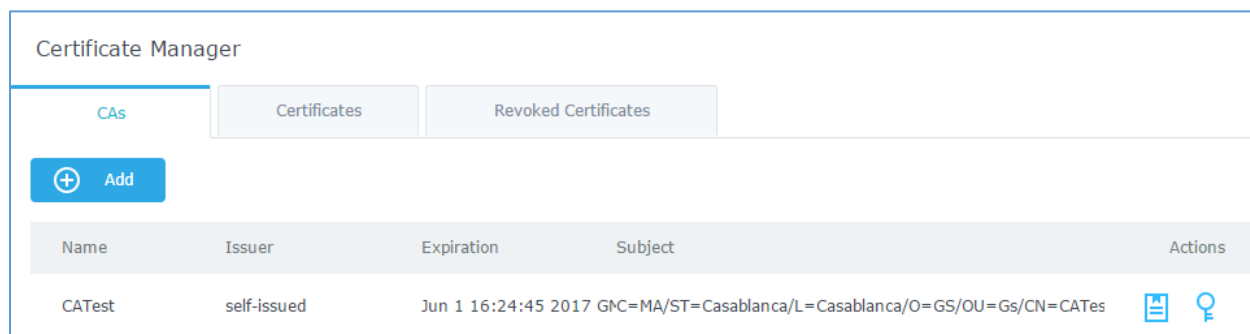 Certificate Manager
CAs Certificates Revoked Certificates
Add
Name Issuer Expiration Subject Actions
CATest self-issued Jun 1 16:24:45 2017 GMC=MA/ST=Casablanca/L=Casablanca/O=GS/OU=Gs/CN=CATes